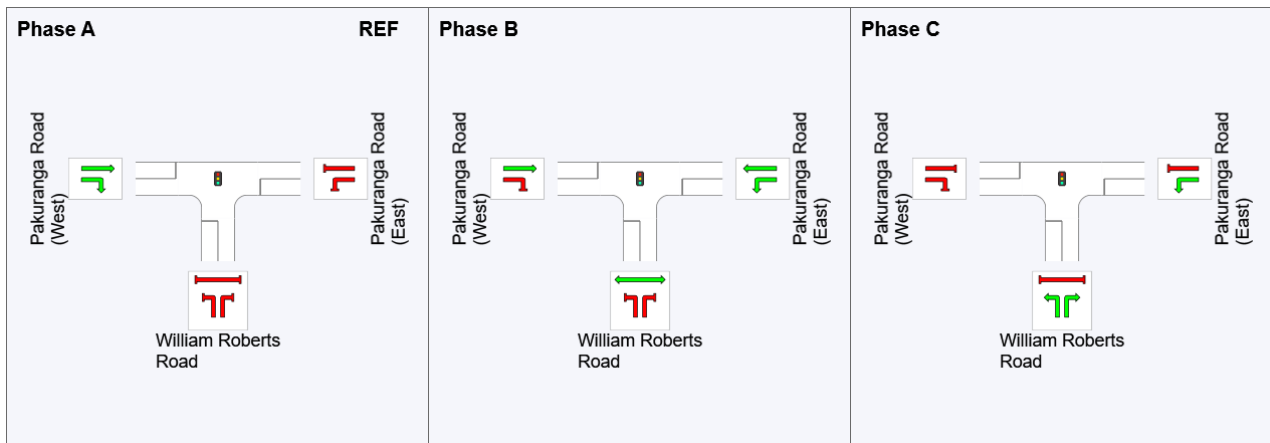 Phase A
REF
Pakuranga Road
(West)
Pakuranga Road
(East)
William Roberts
Road
Phase B
Pakuranga Road
(West)
Pakuranga Road
(East)
William Roberts
Road
Phase C
Pakuranga Road
(West)
Pakuranga Road
(East)
William Roberts
Road